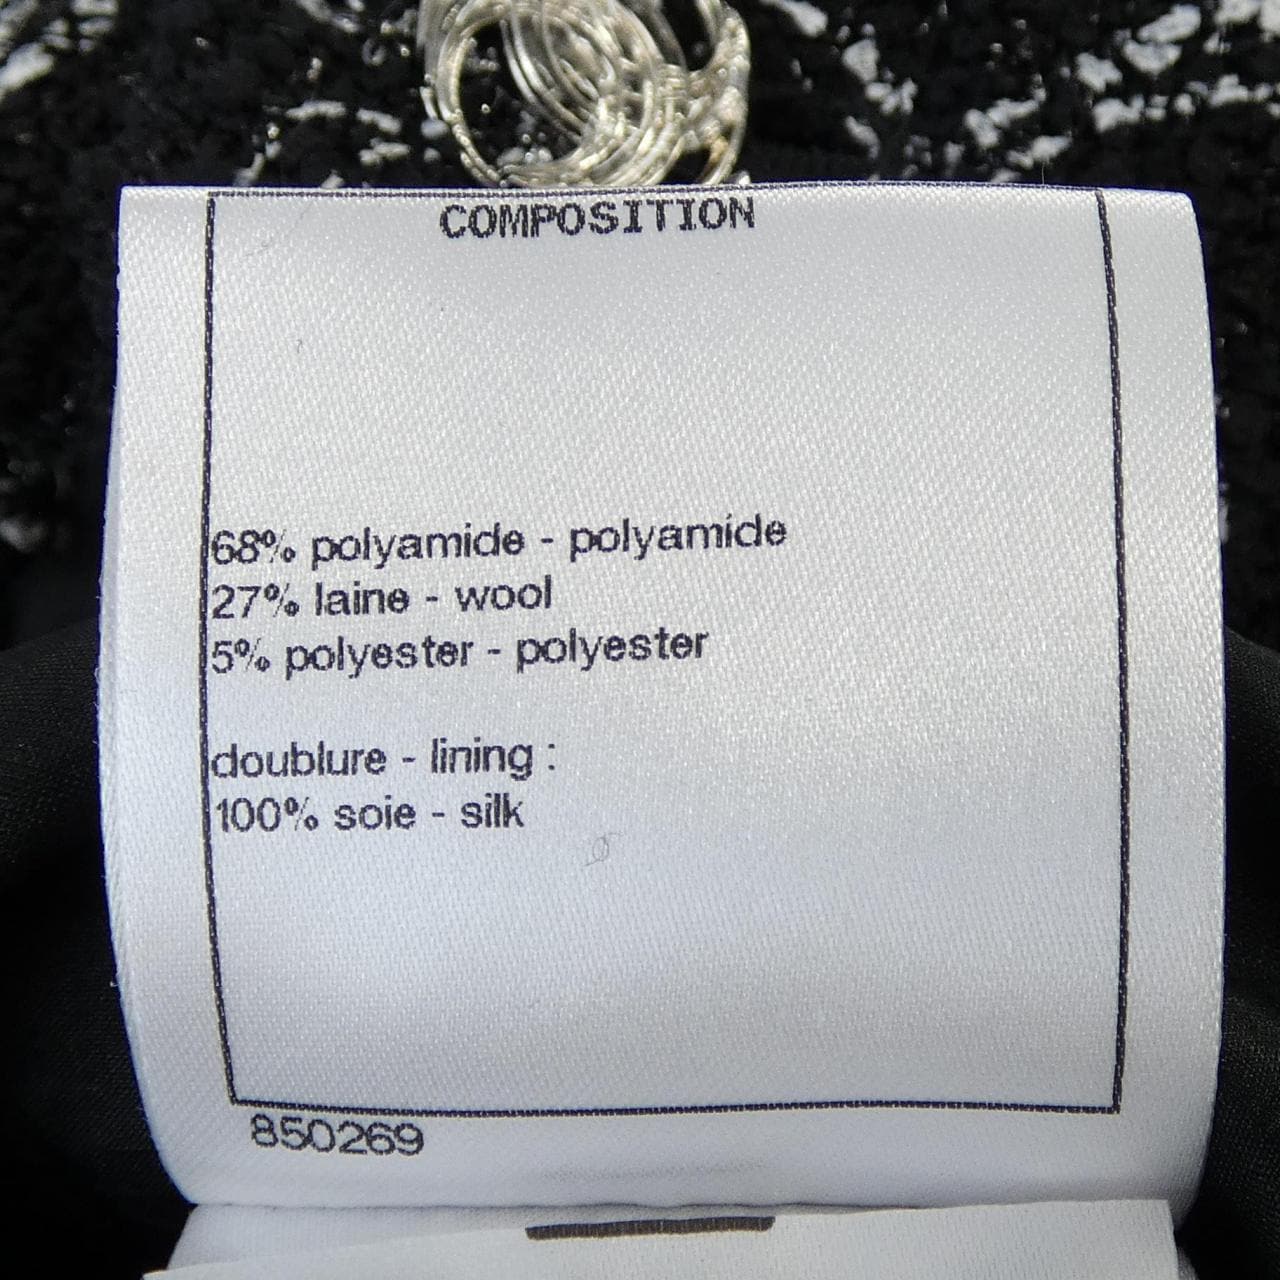 COMPOSITION
68% polyamide - polyamide
27% laine - wool
5% polyester - polyester
doublure - lining :
100% soie - silk
850269